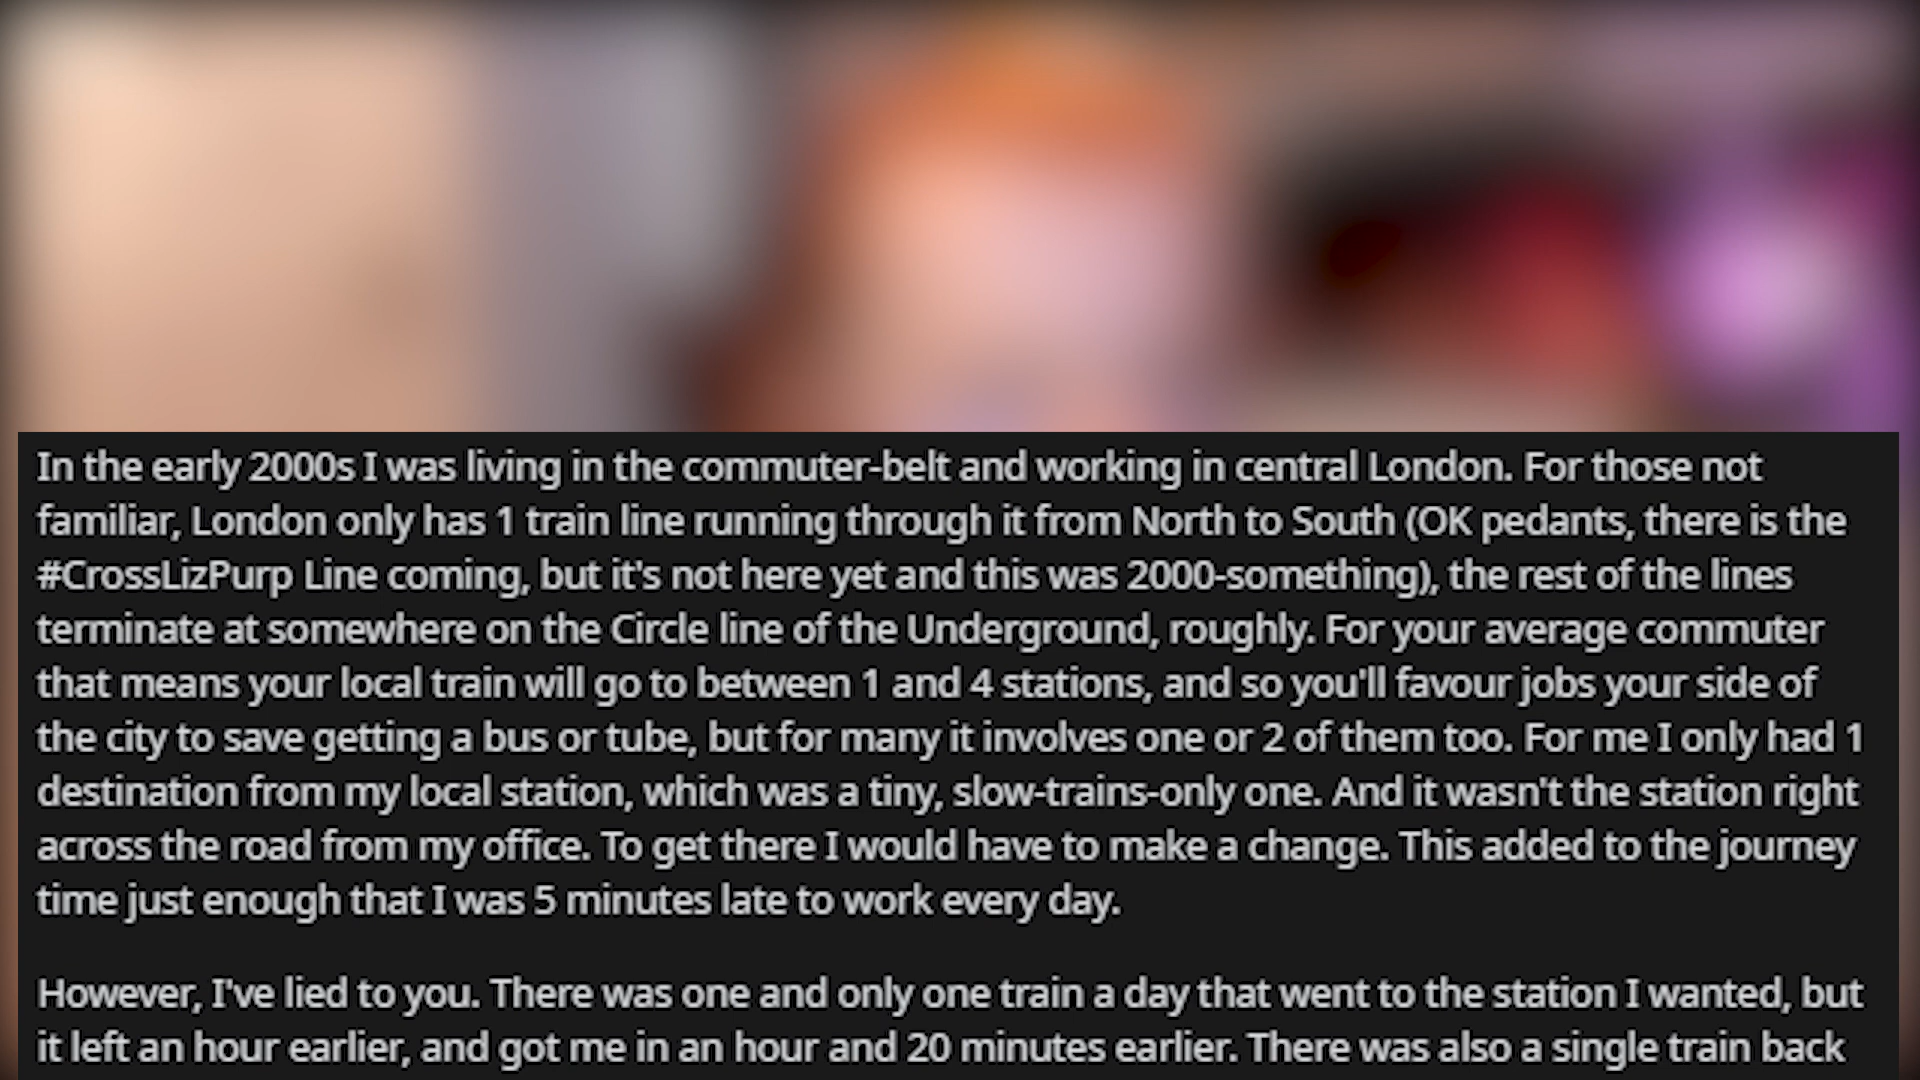 In the early 2000s I was living in the commuter-belt and working in central London. For those not
familiar, London only has 1 train line running through it from North to South (OK pedants, there is the
#CrossLizPurp Line coming, but it's not here yet and this was 2000-something), the rest of the lines
terminate at somewhere on the Circle line of the Underground, roughly. For your average commuter
that means your local train will go to between 1 and 4 stations, and so you'll favour jobs your side of
the city to save getting a bus or tube, but for many it involves one or 2 of them too. For me I only had 1
destination from my local station, which was a tiny, slow-trains-only one. And it wasn't the station right
across the road from my office. To get there I would have to make a change. This added to the journey
time just enough that I was 5 minutes late to work every day.
However, I've lied to you. There was one and only one train a day that went to the station I wanted, but
it left an hour earlier, and got me in an hour and 20 minutes earlier. There was also a single train back